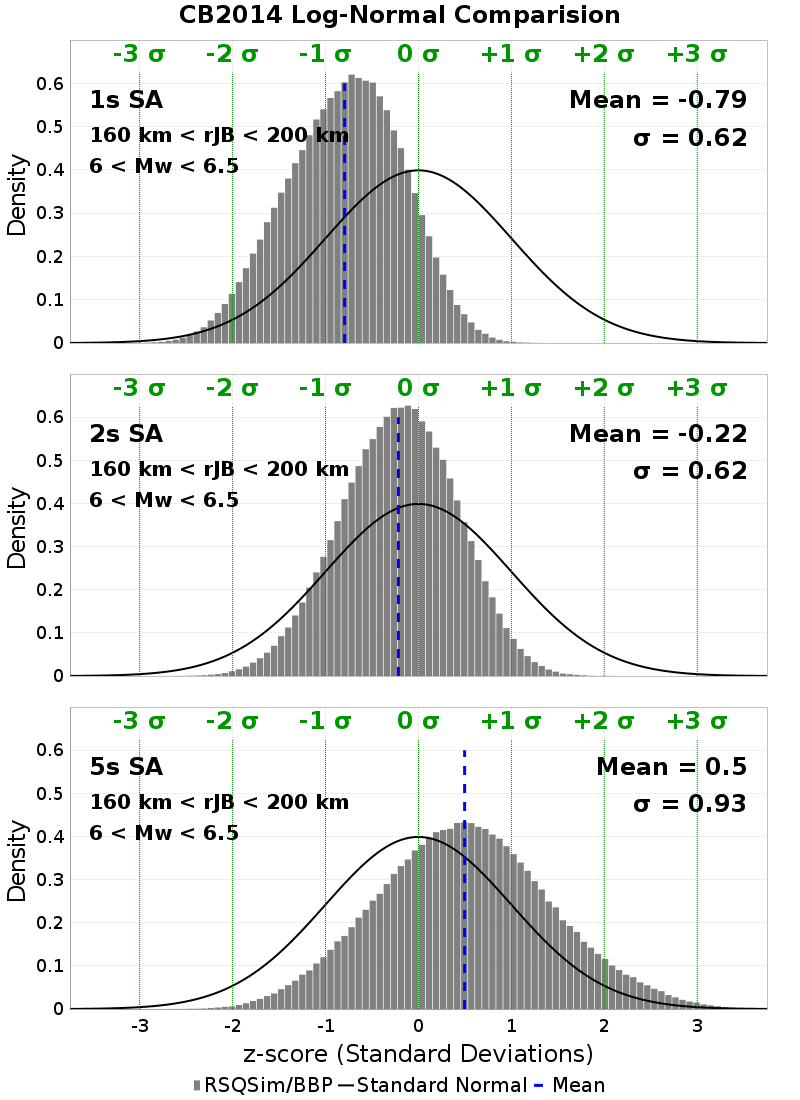 CB2014 Log-Normal Comparision
-3 σ -2 σ -1 σ 0 σ +1 σ +2 σ +3 σ
1s SA Mean = -0.79
160 km < rJB < 200 km σ = 0.62
6 < Mw < 6.5
0.6
0.5
0.4
0.3
0.2
0.1
0
Density
-3 σ -2 σ -1 σ 0 σ +1 σ +2 σ +3 σ
2s SA Mean = -0.22
160 km < rJB < 200 km σ = 0.62
6 < Mw < 6.5
0.6
0.5
0.4
0.3
0.2
0.1
0
Density
-3 σ -2 σ -1 σ 0 σ +1 σ +2 σ +3 σ
5s SA Mean = 0.5
160 km < rJB < 200 km σ = 0.93
6 < Mw < 6.5
0.6
0.5
0.4
0.3
0.2
0.1
0
Density
-3 -2 -1 0 1 2 3
z-score (Standard Deviations)
RSQSim/BBP Standard Normal Mean